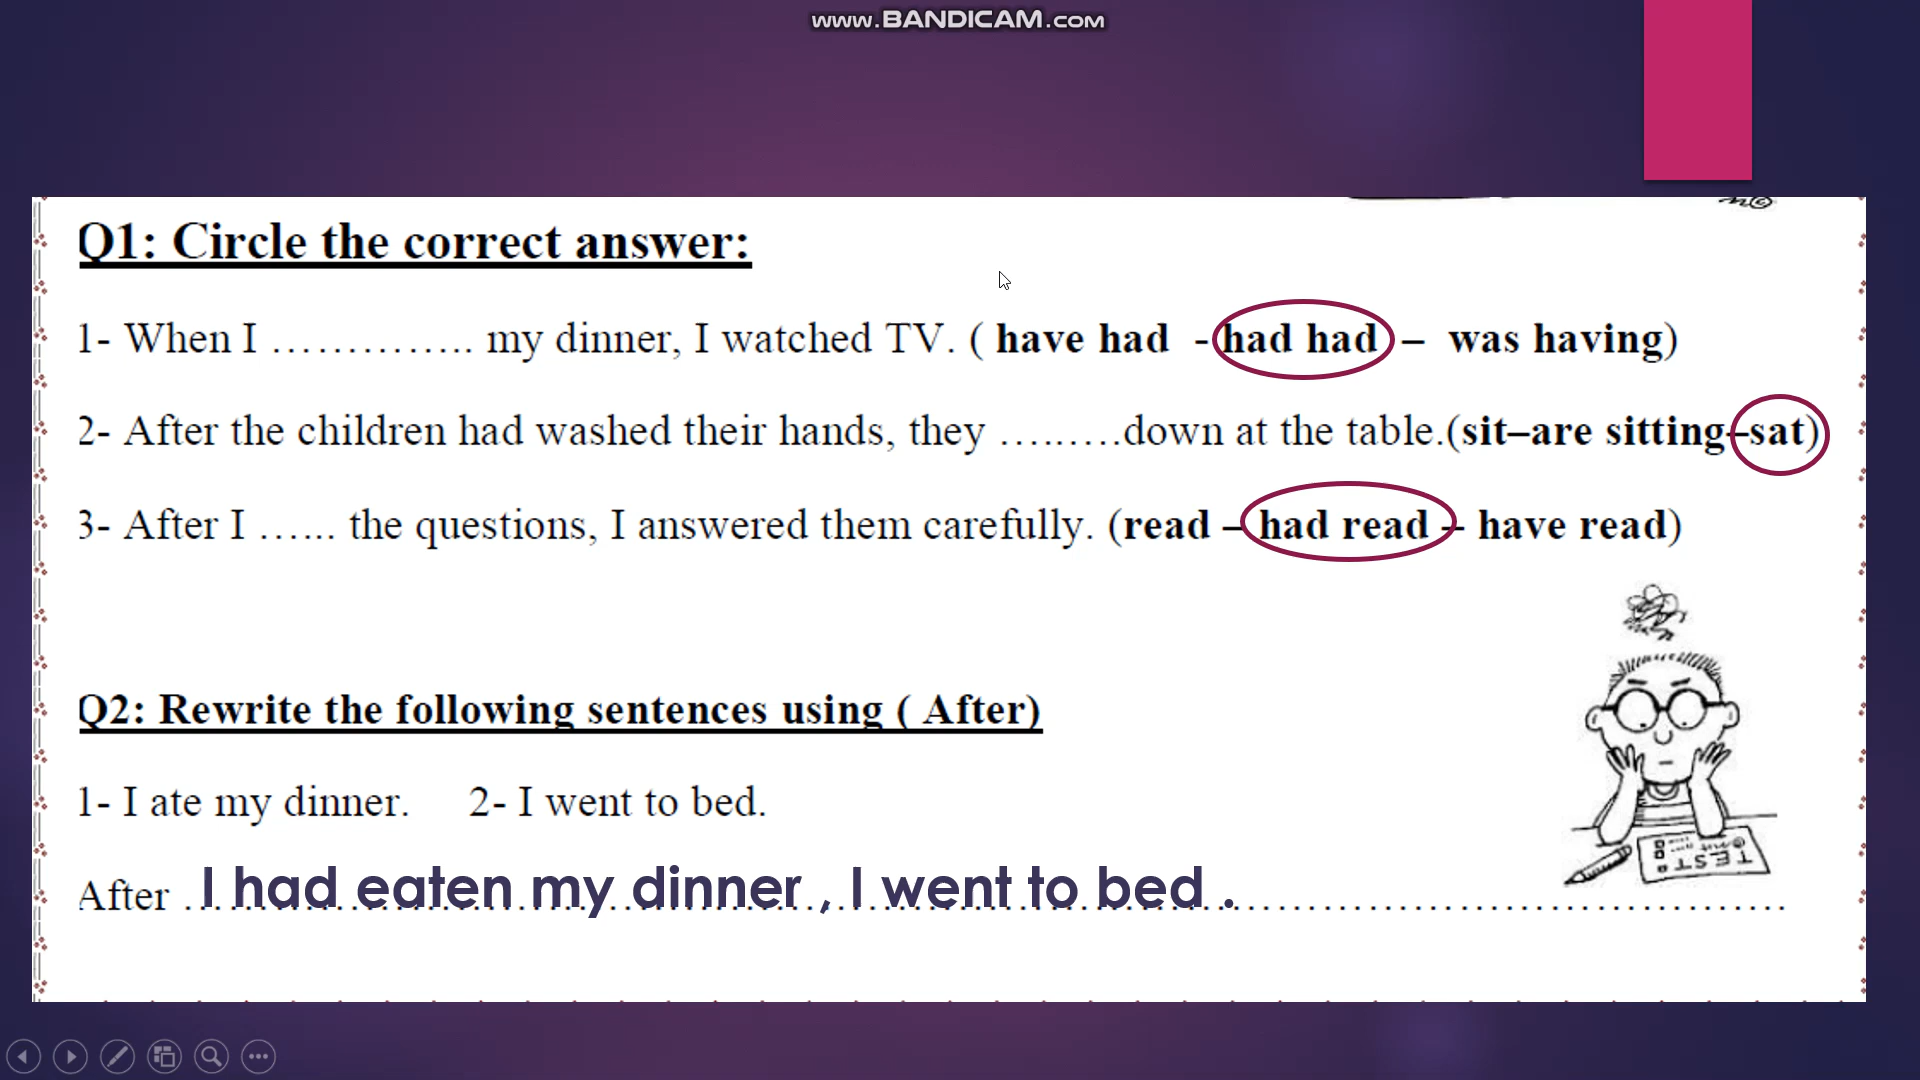 www.BANDICAM.com
Q1: Circle the correct answer:
1- When I ………….. my dinner, I watched TV. ( have had - had had – was having)
2- After the children had washed their hands, they ………down at the table.(sit–are sitting–sat)
3- After I …... the questions, I answered them carefully. (read – had read – have read)
Q2: Rewrite the following sentences using ( After)
1- I ate my dinner. 2- I went to bed.
TEST
After I had eaten my dinner , I went to bed .